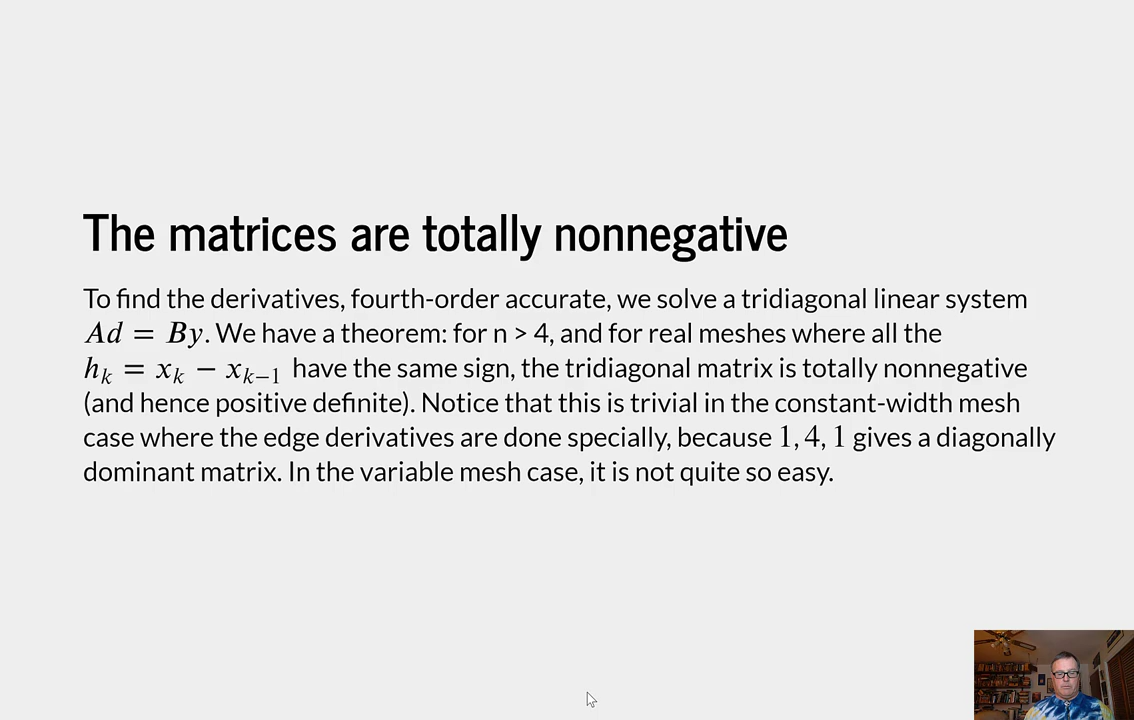 The matrices are totally nonnegative
To find the derivatives, fourth-order accurate, we solve a tridiagonal linear system
Ad = By. We have a theorem: for n > 4, and for real meshes where all the
hₖ = xₖ − xₖ₋₁ have the same sign, the tridiagonal matrix is totally nonnegative
(and hence positive definite). Notice that this is trivial in the constant-width mesh
case where the edge derivatives are done specially, because 1, 4, 1 gives a diagonally
dominant matrix. In the variable mesh case, it is not quite so easy.